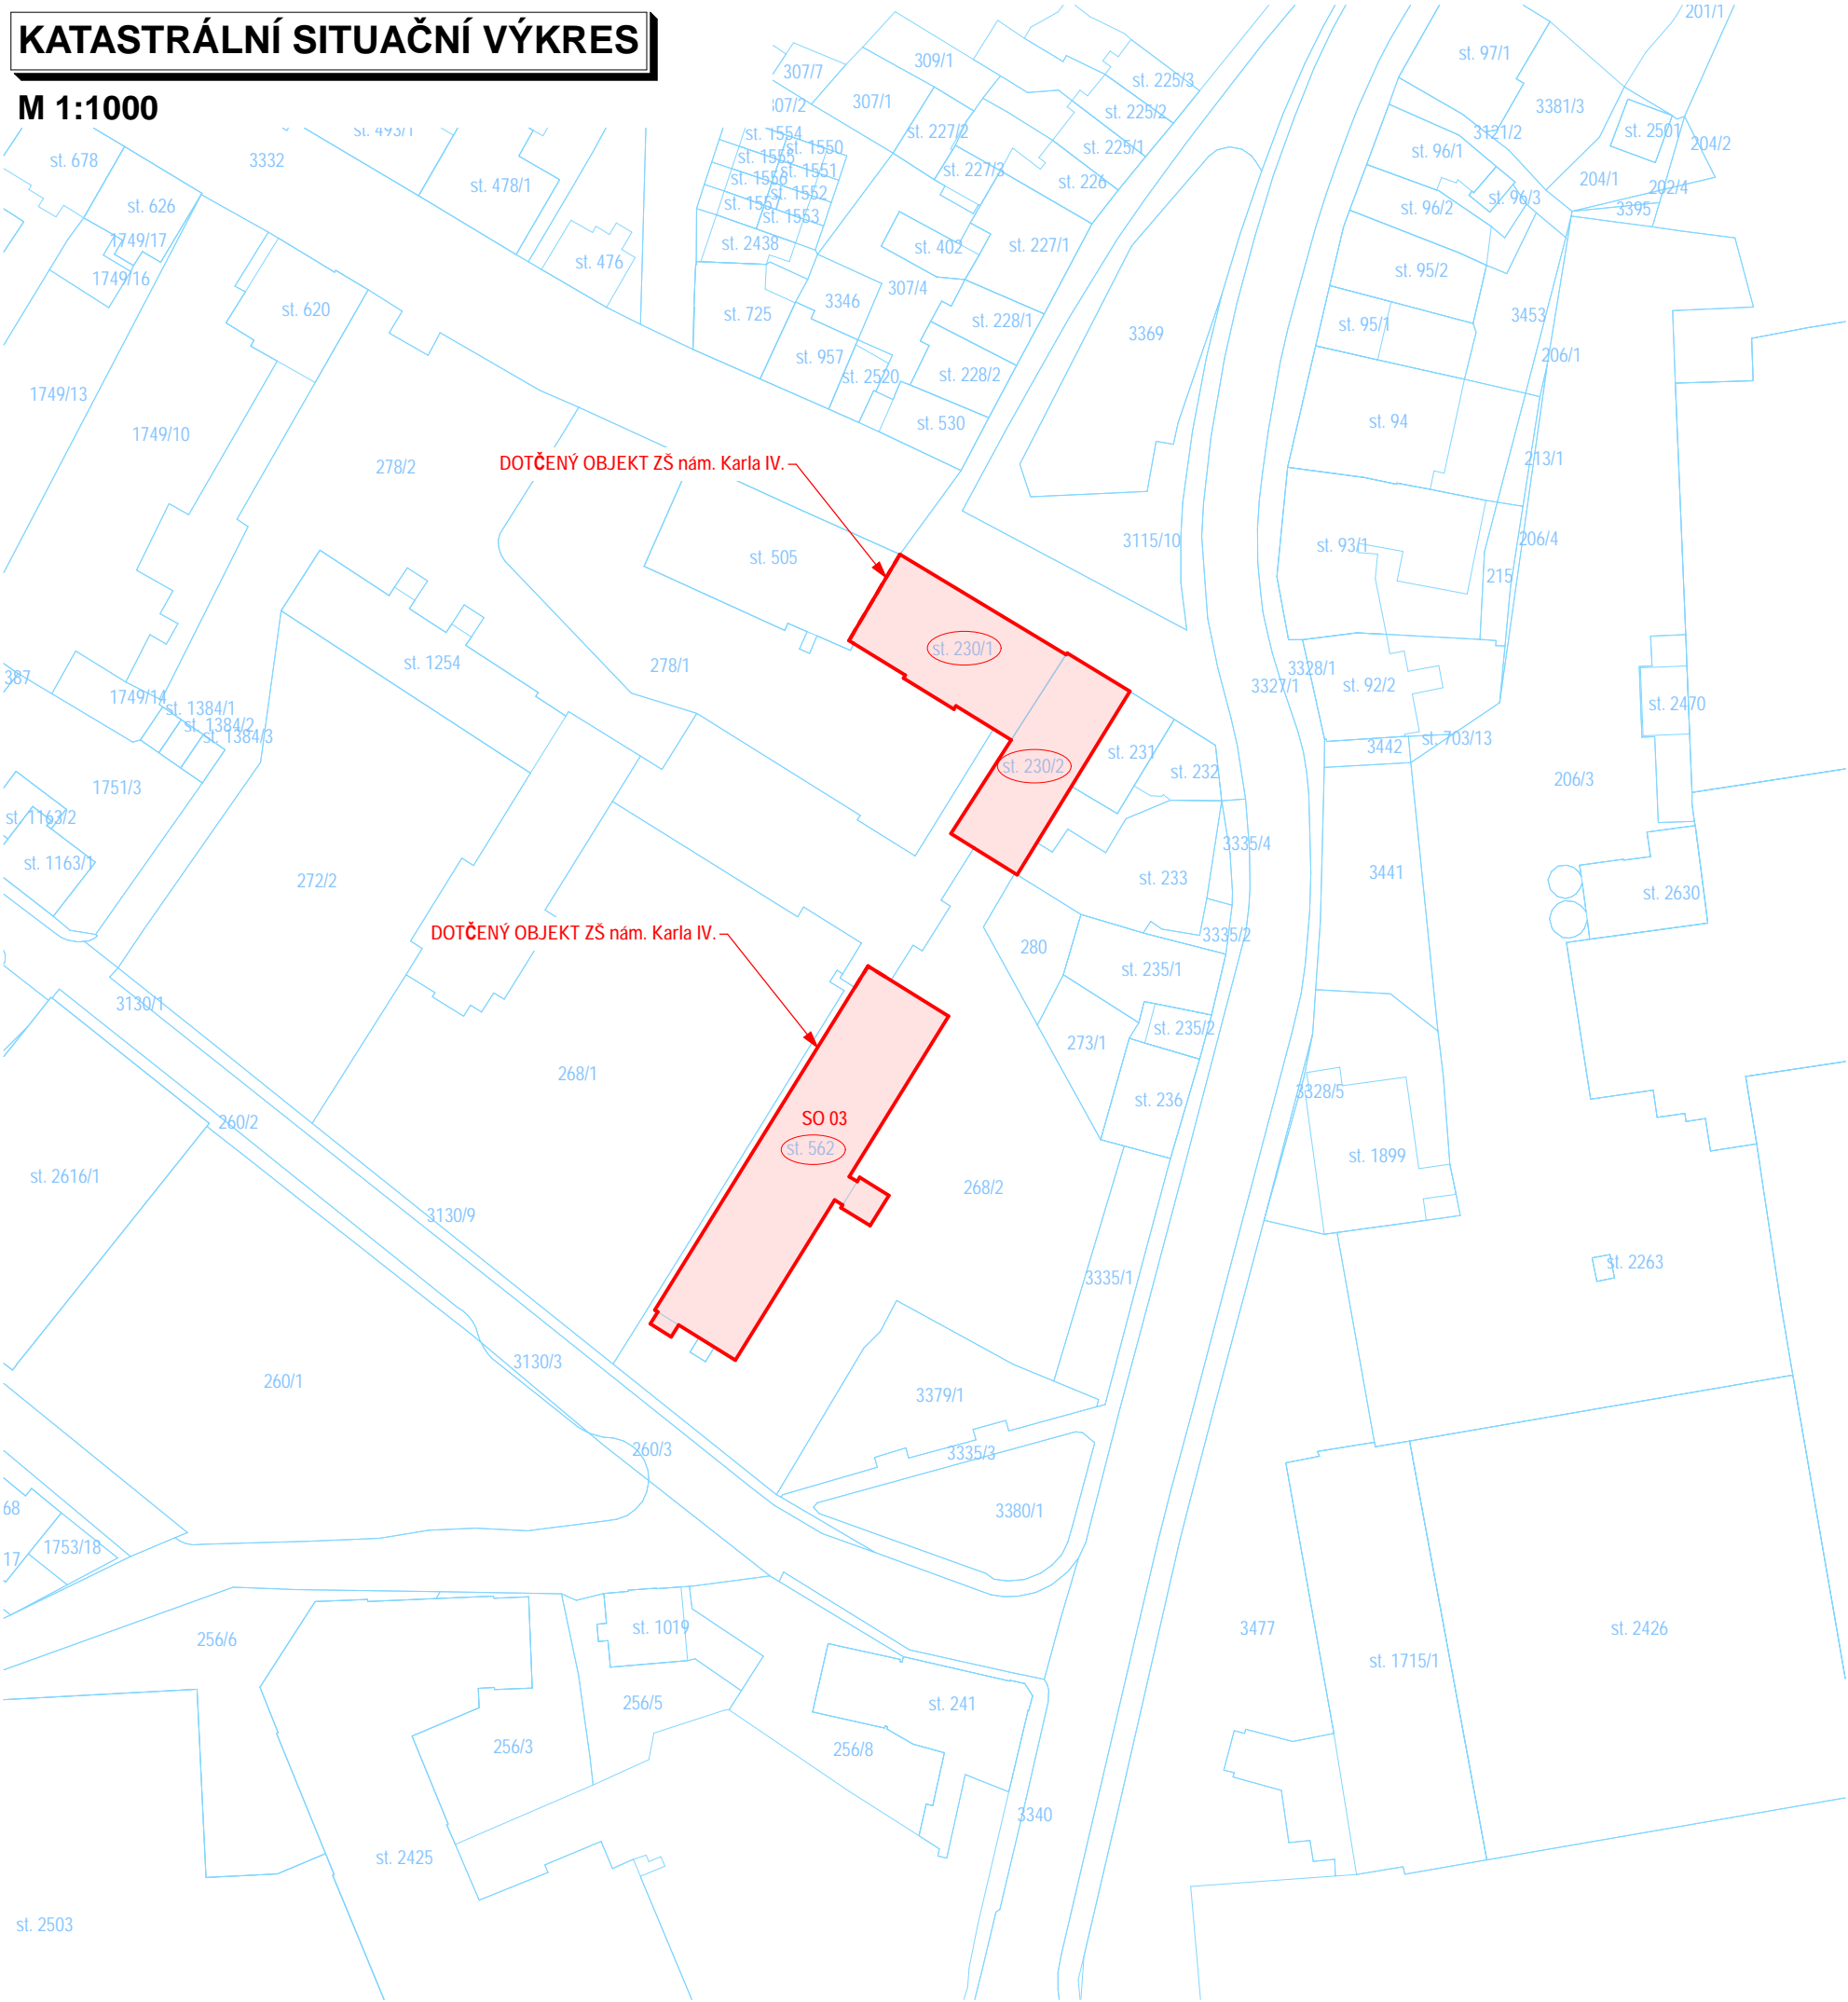 KATASTRÁLNÍ SITUAČNÍ VÝKRES
M 1:1000
201/1
st. 97/1
309/1
307/7
st. 225/3
307/2
307/1
st. 225/2
3381/3
st. 493/1
st. 1554
st. 227/2
3121/2
st. 2501
204/2
st. 678
3332
st. 1550
st. 225/1
st. 96/1
st. 1555
st. 1551
st. 227/3
st. 226
204/1
202/4
st. 478/1
st. 1556
st. 1552
st. 96/3
st. 626
st. 1557
st. 1553
st. 96/2
3395
1749/17
st. 2438
st. 402
st. 227/1
st. 476
st. 95/2
1749/16
307/4
3346
st. 620
st. 725
st. 228/1
3369
st. 95/1
3453
st. 957
206/1
st. 2520
st. 228/2
1749/13
st. 530
st. 94
1749/10
278/2
DOTČENÝ OBJEKT ZŠ nám. Karla IV.
213/1
3115/10
st. 93/1
206/4
st. 505
215
st. 230/1
st. 1254
278/1
3328/1
387
3327/1
st. 92/2
1749/14
st. 1384/1
st. 2470
st. 1384/2
st. 1384/3
st. 703/13
3442
st. 231
st. 230/2
st. 232
206/3
1751/3
st. 1163/2
3335/4
st. 1163/1
272/2
st. 233
3441
st. 2630
DOTČENÝ OBJEKT ZŠ nám. Karla IV.
3335/2
280
st. 235/1
3130/1
st. 235/2
273/1
268/1
3328/5
st. 236
SO 03
260/2
st. 562
st. 1899
st. 2616/1
268/2
3130/9
st. 2263
3335/1
3130/3
260/1
3379/1
260/3
3335/3
68
3380/1
1753/18
17
st. 1019
3477
st. 2426
256/6
st. 1715/1
256/5
st. 241
256/3
256/8
3340
st. 2425
st. 2503